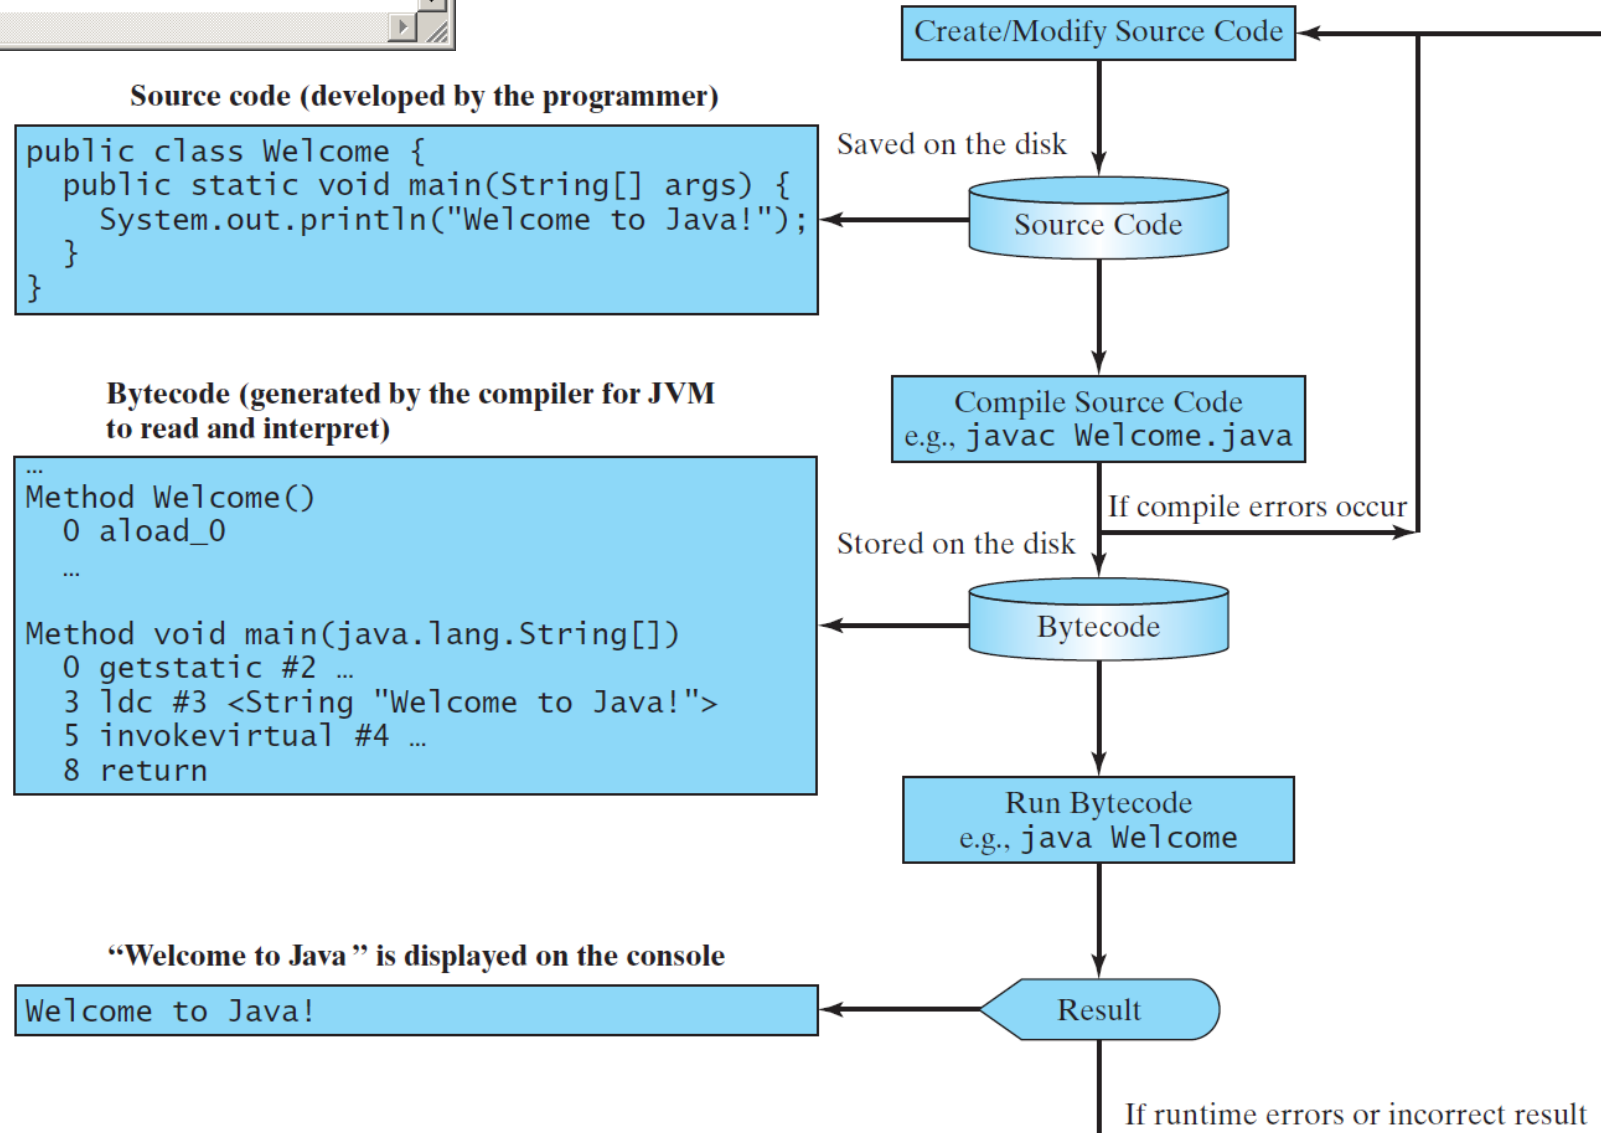 Create/Modify Source Code
Source code (developed by the programmer)
public class Welcome {
  public static void main(String[] args) {
    System.out.println("Welcome to Java!");
  }
}
Saved on the disk
Source Code
Bytecode (generated by the compiler for JVM
to read and interpret)
Compile Source Code
e.g., javac Welcome.java
…
Method Welcome()
  0 aload_0
  …
Method void main(java.lang.String[])
  0 getstatic #2 …
  3 ldc #3 <String "Welcome to Java!">
  5 invokevirtual #4 …
  8 return
If compile errors occur
Stored on the disk
Bytecode
Run Bytecode
e.g., java Welcome
“Welcome to Java ” is displayed on the console
Welcome to Java!
Result
If runtime errors or incorrect result